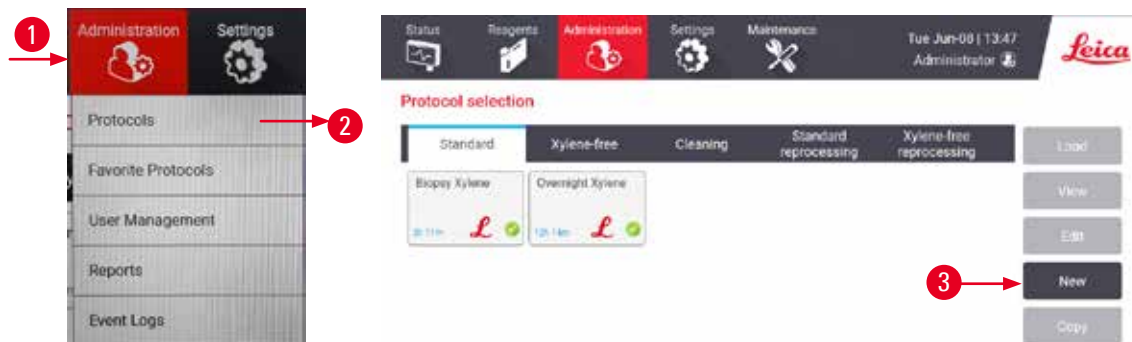 1
Administration
Settings
Protocols
2
Favorite Protocols
User Management
Reports
Event Logs
Status
Reagents
Administration
Settings
Maintenance
Tue Jun-08 | 13:47
Administrator
Leica
Protocol selection
Standard
Xylene-free
Cleaning
Standard
reprocessing
Xylene-free
reprocessing
Load
View
Edit
3
New
Copy
Biopsy Xylene
Overnight Xylene
L
L